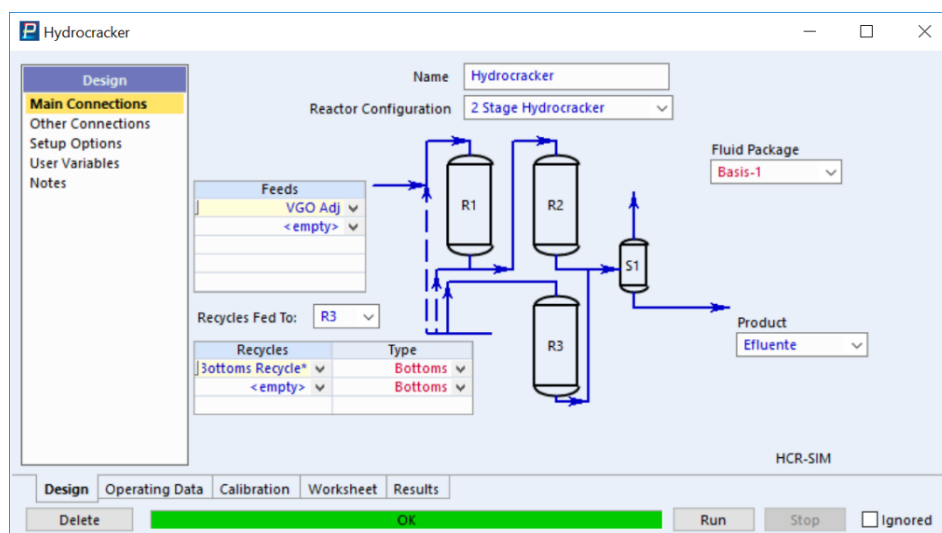 Hydrocracker
Design
Main Connections
Other Connections
Setup Options
User Variables
Notes
Name Hydrocracker
Reactor Configuration 2 Stage Hydrocracker
Fluid Package
Basis-1
Feeds
VGO Adj
<empty>
R1
R2
S1
R3
Recycles Fed To: R3
Recycles Type
Bottoms Recycle* Bottoms
<empty> Bottoms
Product
Efluente
HCR-SIM
Design Operating Data Calibration Worksheet Results
Delete OK Run Stop Ignored